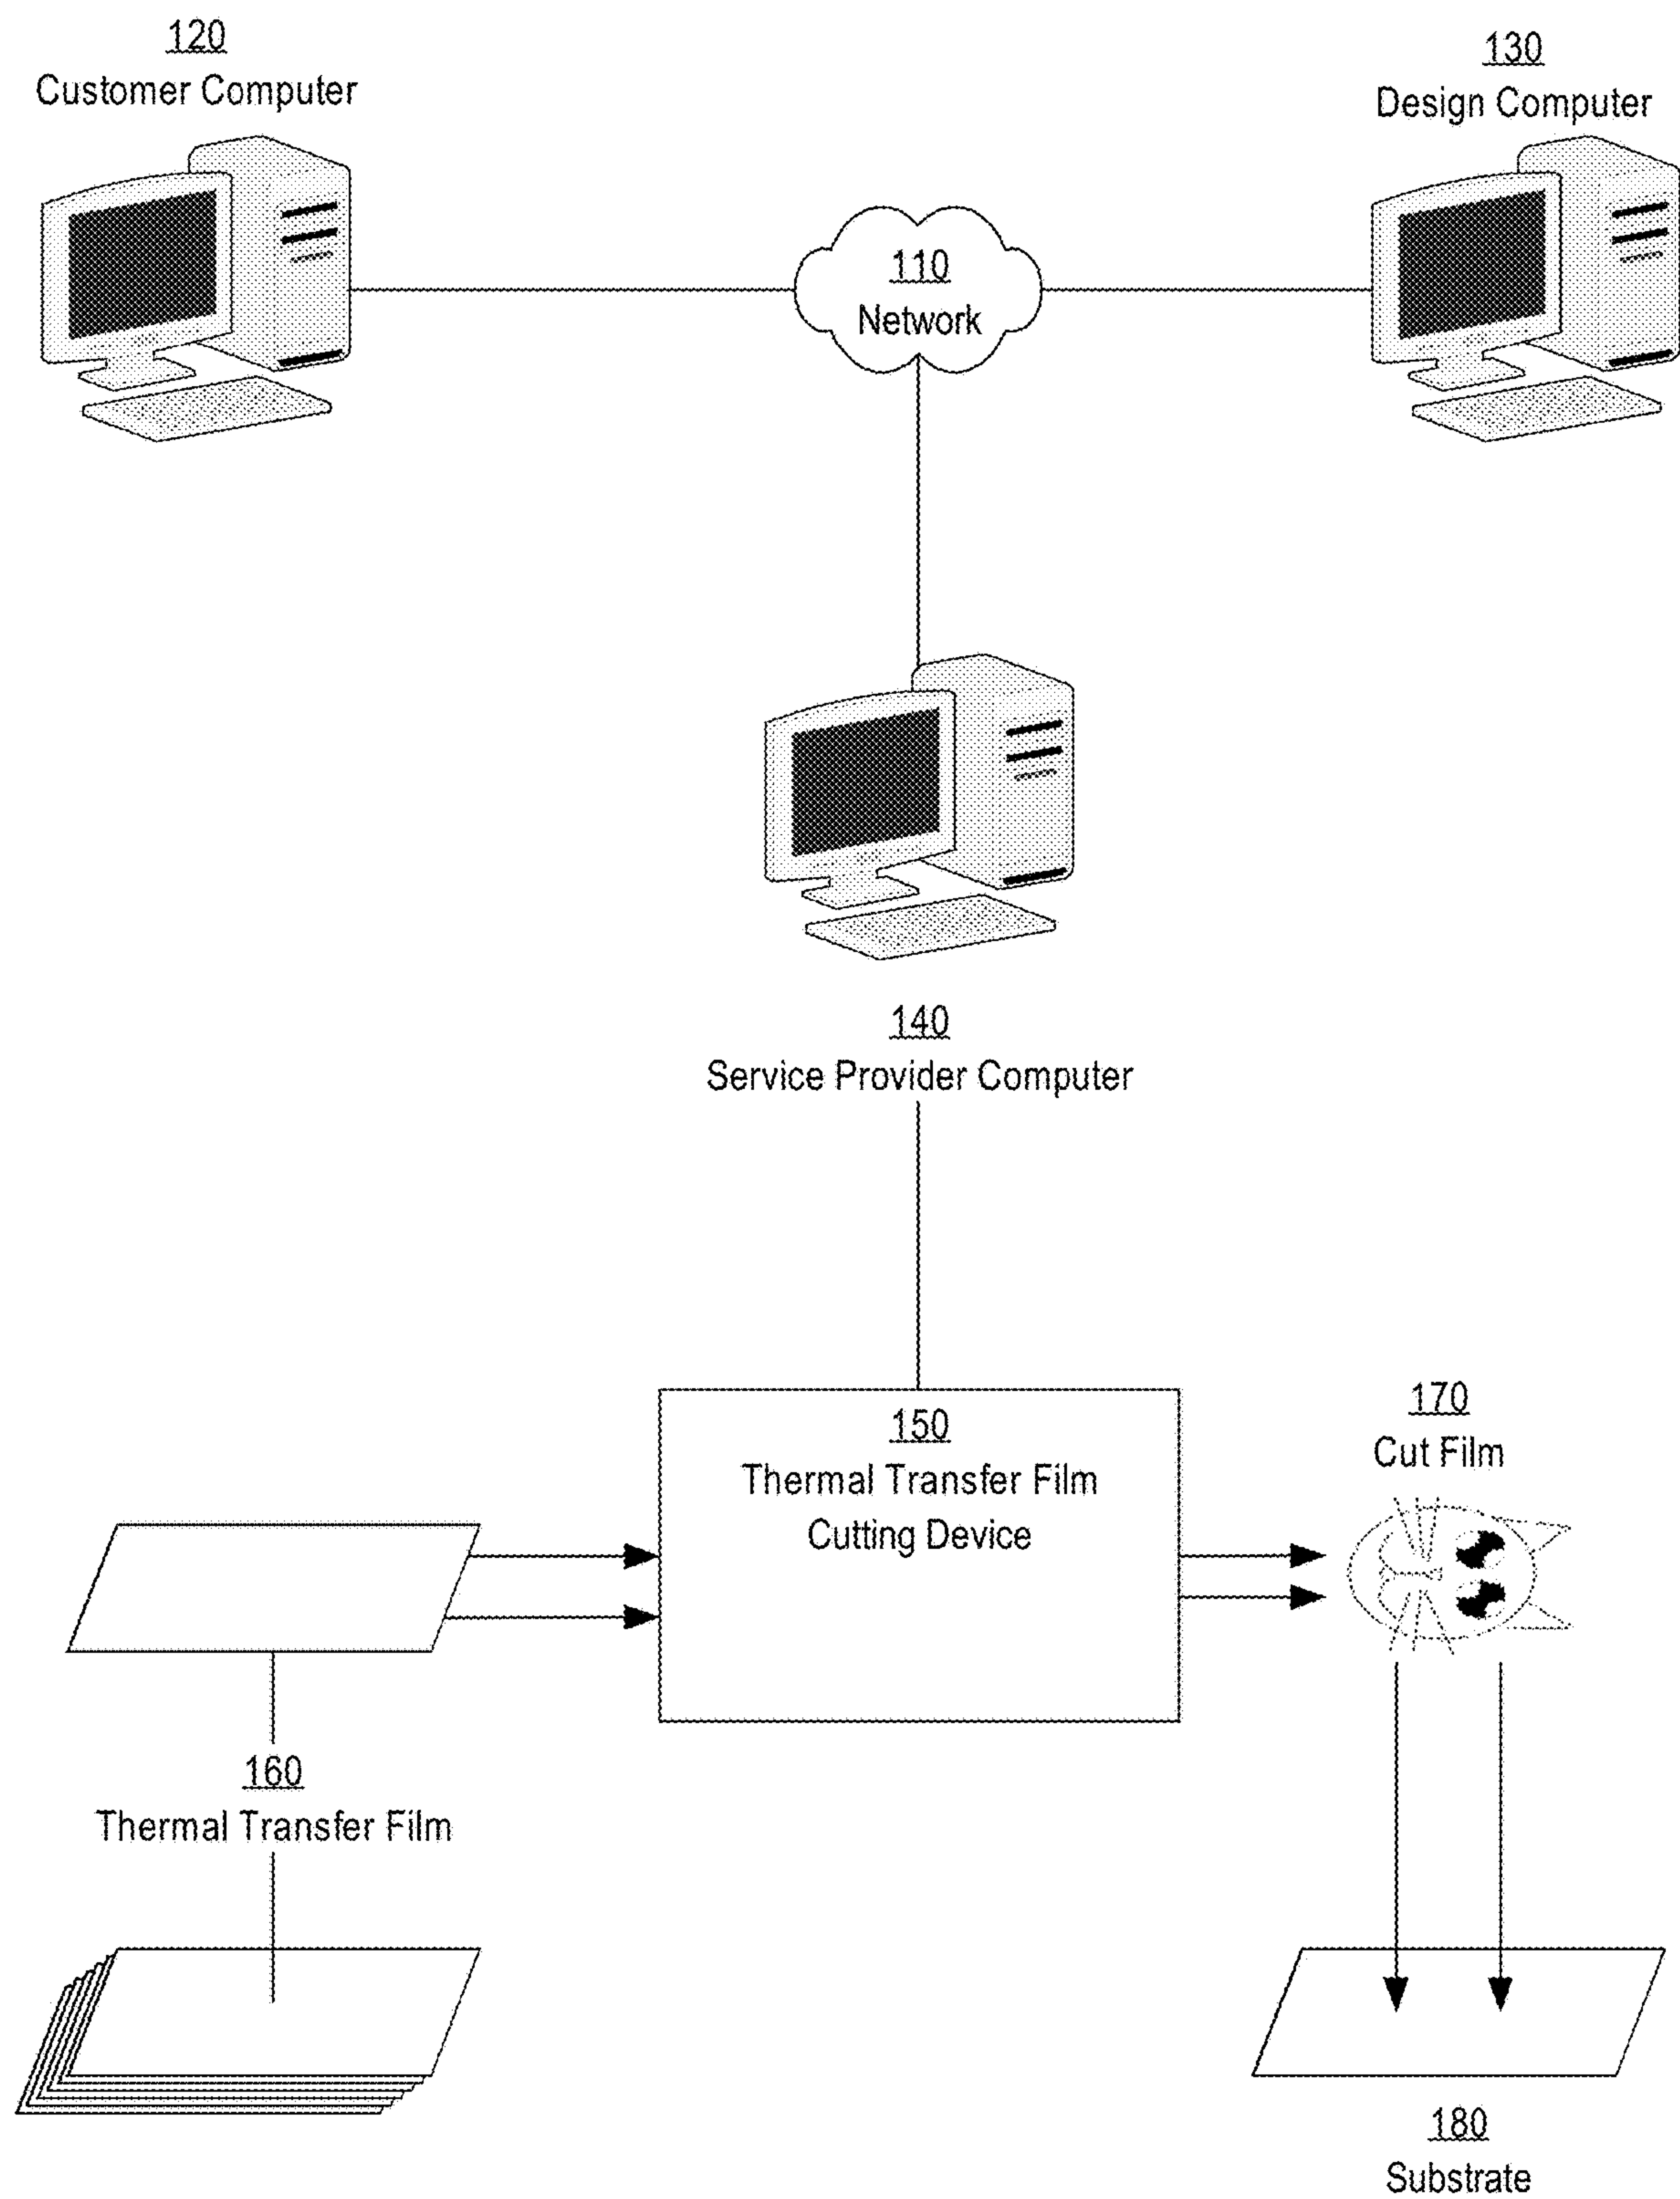 120
Customer Computer
130
Design Computer
110
Network
140
Service Provider Computer
150
Thermal Transfer Film
Cutting Device
170
Cut Film
160
Thermal Transfer Film
180
Substrate